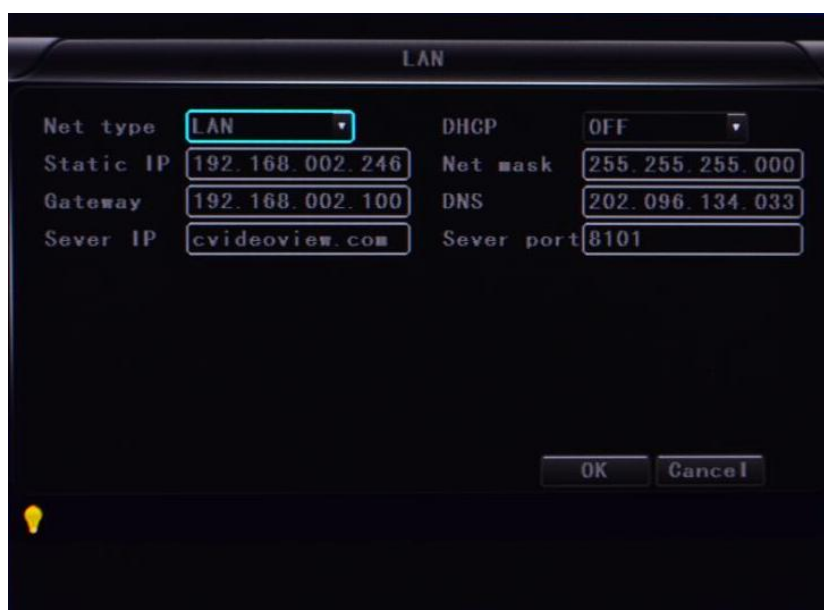 LAN
Net type LAN DHCP OFF
Static IP 192.168.002.246 Net mask 255.255.255.000
Gateway 192.168.002.100 DNS 202.096.134.033
Sever IP cvideoview.com Sever port 8101
OK Cancel